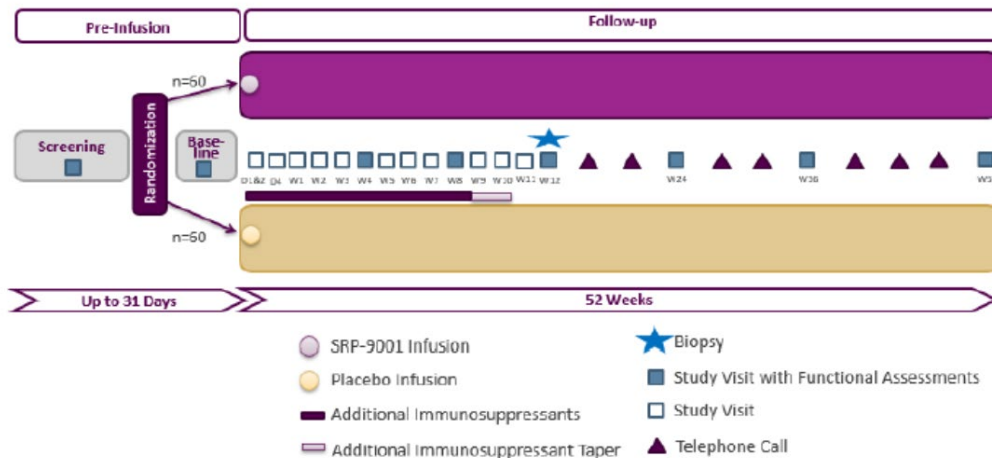 Pre-Infusion
Follow-up
n=60
Randomization
Screening
Base-
line
D1&2 D4 W1 W2 W3 W4 W5 W6 W7 W8 W9 W10 W11 W12 W24 W36
n=60
Up to 31 Days
52 Weeks
SRP-9001 Infusion
Placebo Infusion
Additional Immunosuppressants
Additional Immunosuppressant Taper
Biopsy
Study Visit with Functional Assessments
Study Visit
Telephone Call